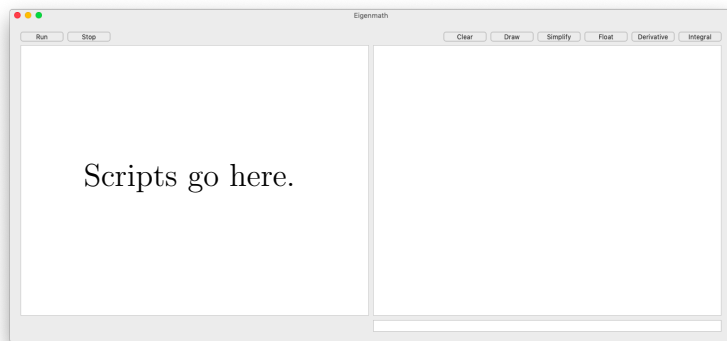 Eigenmath
Run Stop Clear Draw Simplify Float Derivative Integral
Scripts go here.